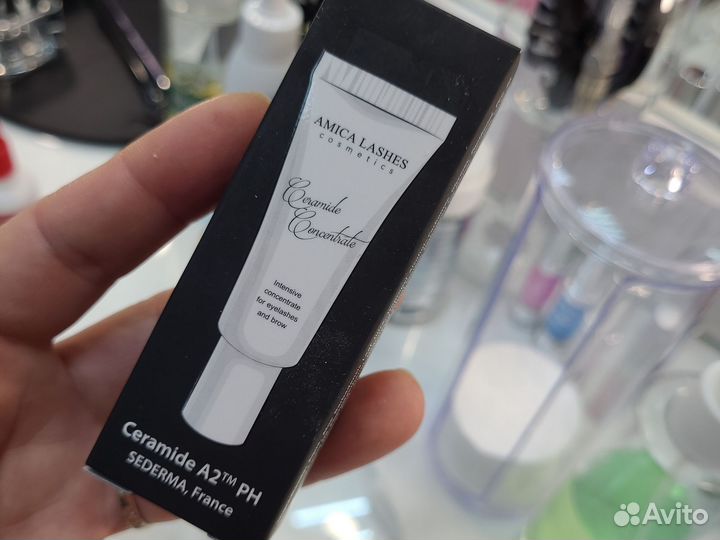 AMICA LASHES
cosmetics
Ceramide
Concentrate
Intensive
concentrate
for eyelashes
and brow
Ceramide A2™ PH
SEDERMA, France
Avito